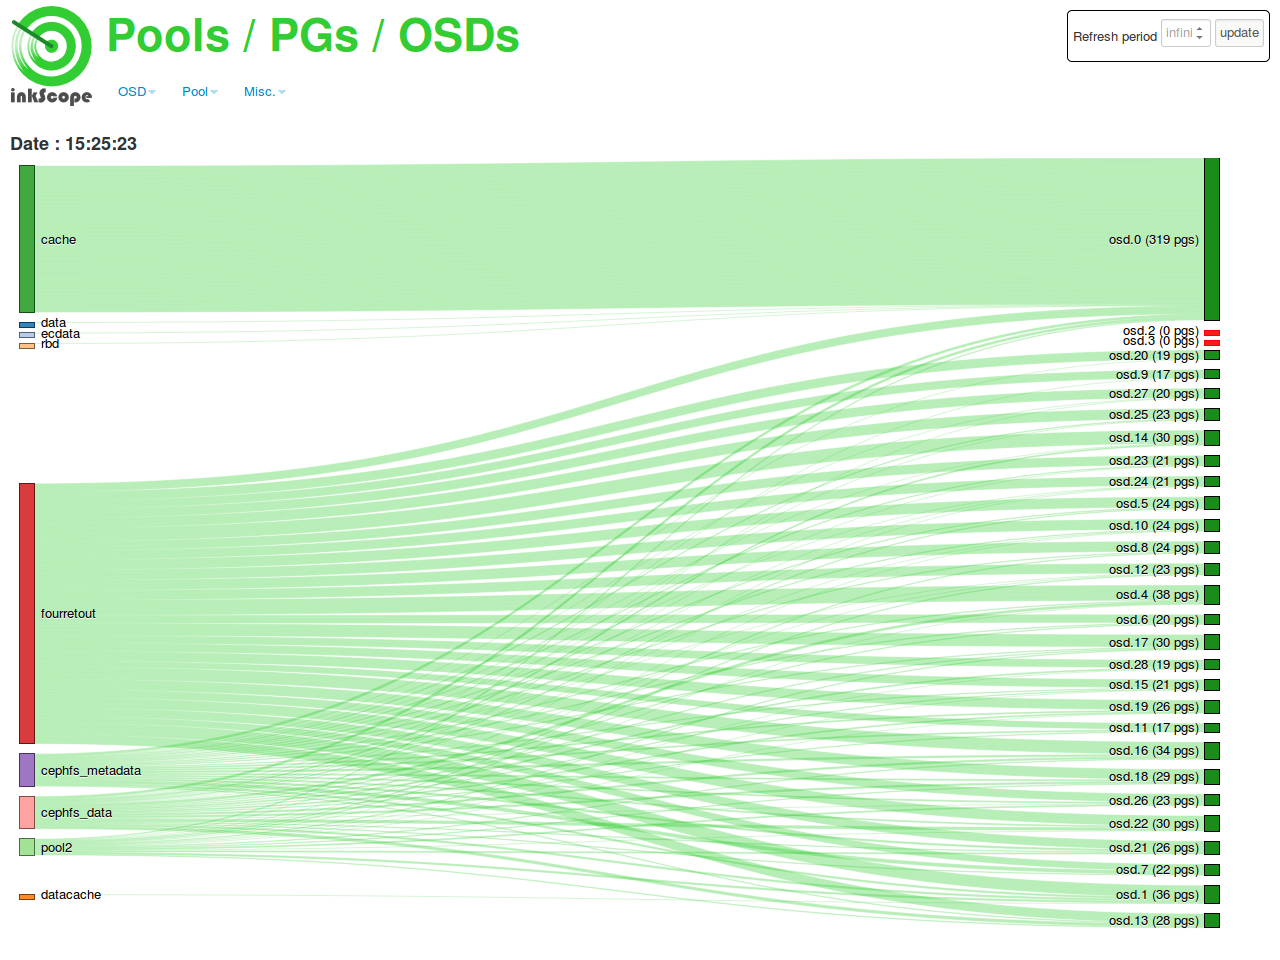 Pools / PGs / OSDs
Refresh period infini update
inkScope
OSD Pool Misc.
Date : 15:25:23
cache
data
ecdata
rbd
fourretout
cephfs_metadata
cephfs_data
pool2
datacache
osd.0 (319 pgs)
osd.2 (0 pgs)
osd.3 (0 pgs)
osd.20 (19 pgs)
osd.9 (17 pgs)
osd.27 (20 pgs)
osd.25 (23 pgs)
osd.14 (30 pgs)
osd.23 (21 pgs)
osd.24 (21 pgs)
osd.5 (24 pgs)
osd.10 (24 pgs)
osd.8 (24 pgs)
osd.12 (23 pgs)
osd.4 (38 pgs)
osd.6 (20 pgs)
osd.17 (30 pgs)
osd.28 (19 pgs)
osd.15 (21 pgs)
osd.19 (26 pgs)
osd.11 (17 pgs)
osd.16 (34 pgs)
osd.18 (29 pgs)
osd.26 (23 pgs)
osd.22 (30 pgs)
osd.21 (26 pgs)
osd.7 (22 pgs)
osd.1 (36 pgs)
osd.13 (28 pgs)